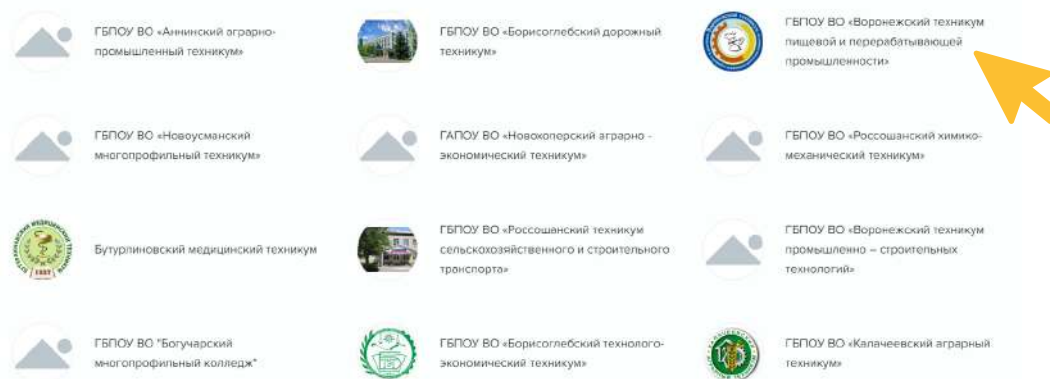 ГБПОУ ВО «Аннинский аграрно-
промышленный техникум»
ГБПОУ ВО «Борисоглебский дорожный
техникум»
ГБПОУ ВО «Воронежский техникум
пищевой и перерабатывающей
промышленности»
ГБПОУ ВО «Новоусманский
многопрофильный техникум»
ГАПОУ ВО «Новохоперский аграрно -
экономический техникум»
ГБПОУ ВО «Россошанский химико-
механический техникум»
Бутурлиновский медицинский техникум
ГБПОУ ВО «Россошанский техникум
сельскохозяйственного и строительного
транспорта»
ГБПОУ ВО «Воронежский техникум
промышленно – строительных
технологий»
ГБПОУ ВО "Богучарский
многопрофильный колледж"
ГБПОУ ВО «Борисоглебский технолого-
экономический техникум»
ГБПОУ ВО «Калачеевский аграрный
техникум»